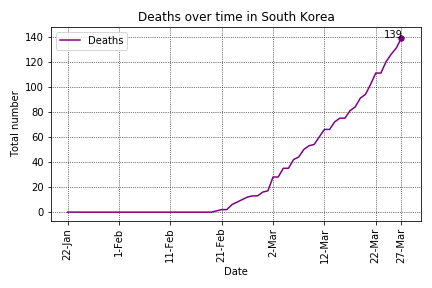 Deaths over time in South Korea
Deaths
139
Total number
140
120
100
80
60
40
20
0
22-Jan
1-Feb
11-Feb
21-Feb
2-Mar
12-Mar
22-Mar
27-Mar
Date